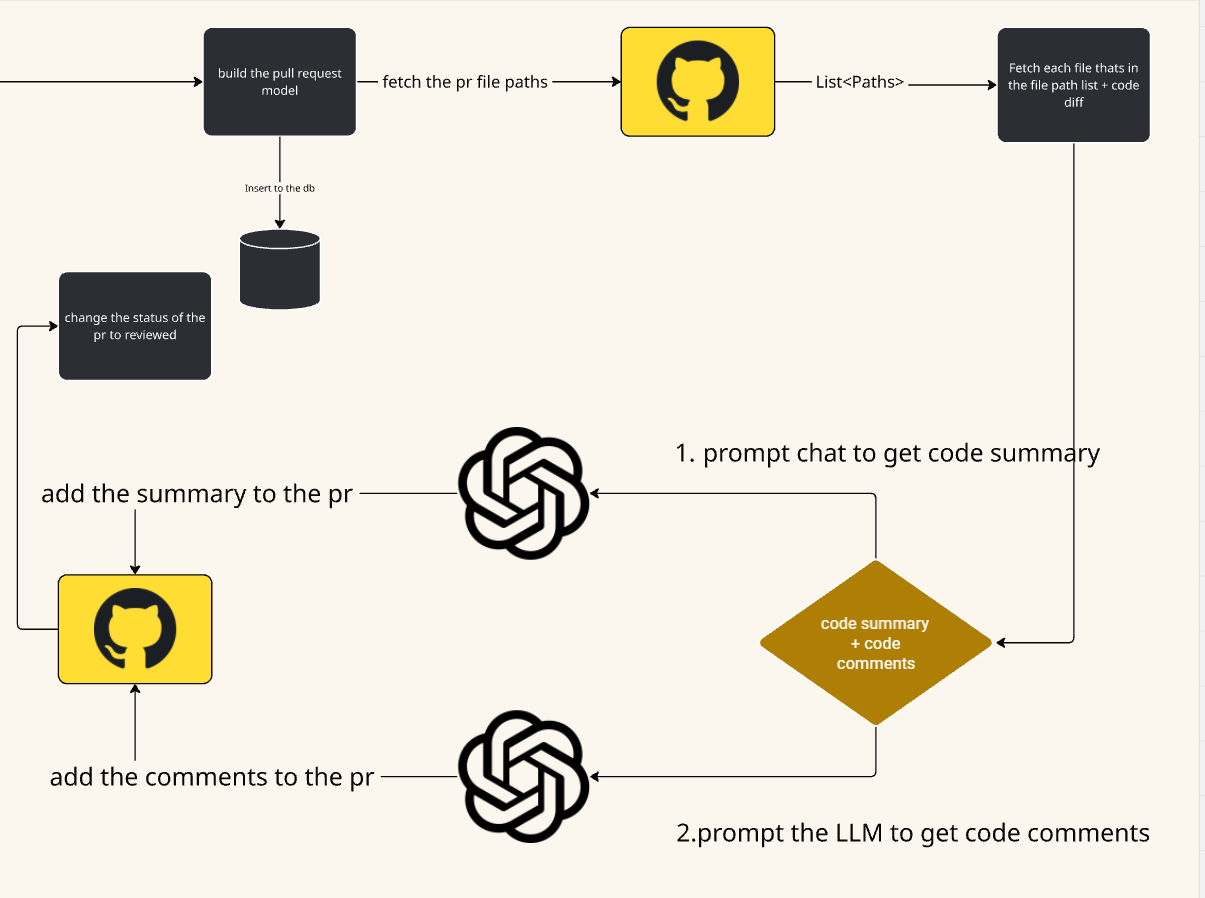 build the pull request
model
fetch the pr file paths
List<Paths>
Fetch each file thats in
the file path list + code
diff
Insert to the db
change the status of the
pr to reviewed
1. prompt chat to get code summary
add the summary to the pr
code summary
+ code
comments
add the comments to the pr
2.prompt the LLM to get code comments